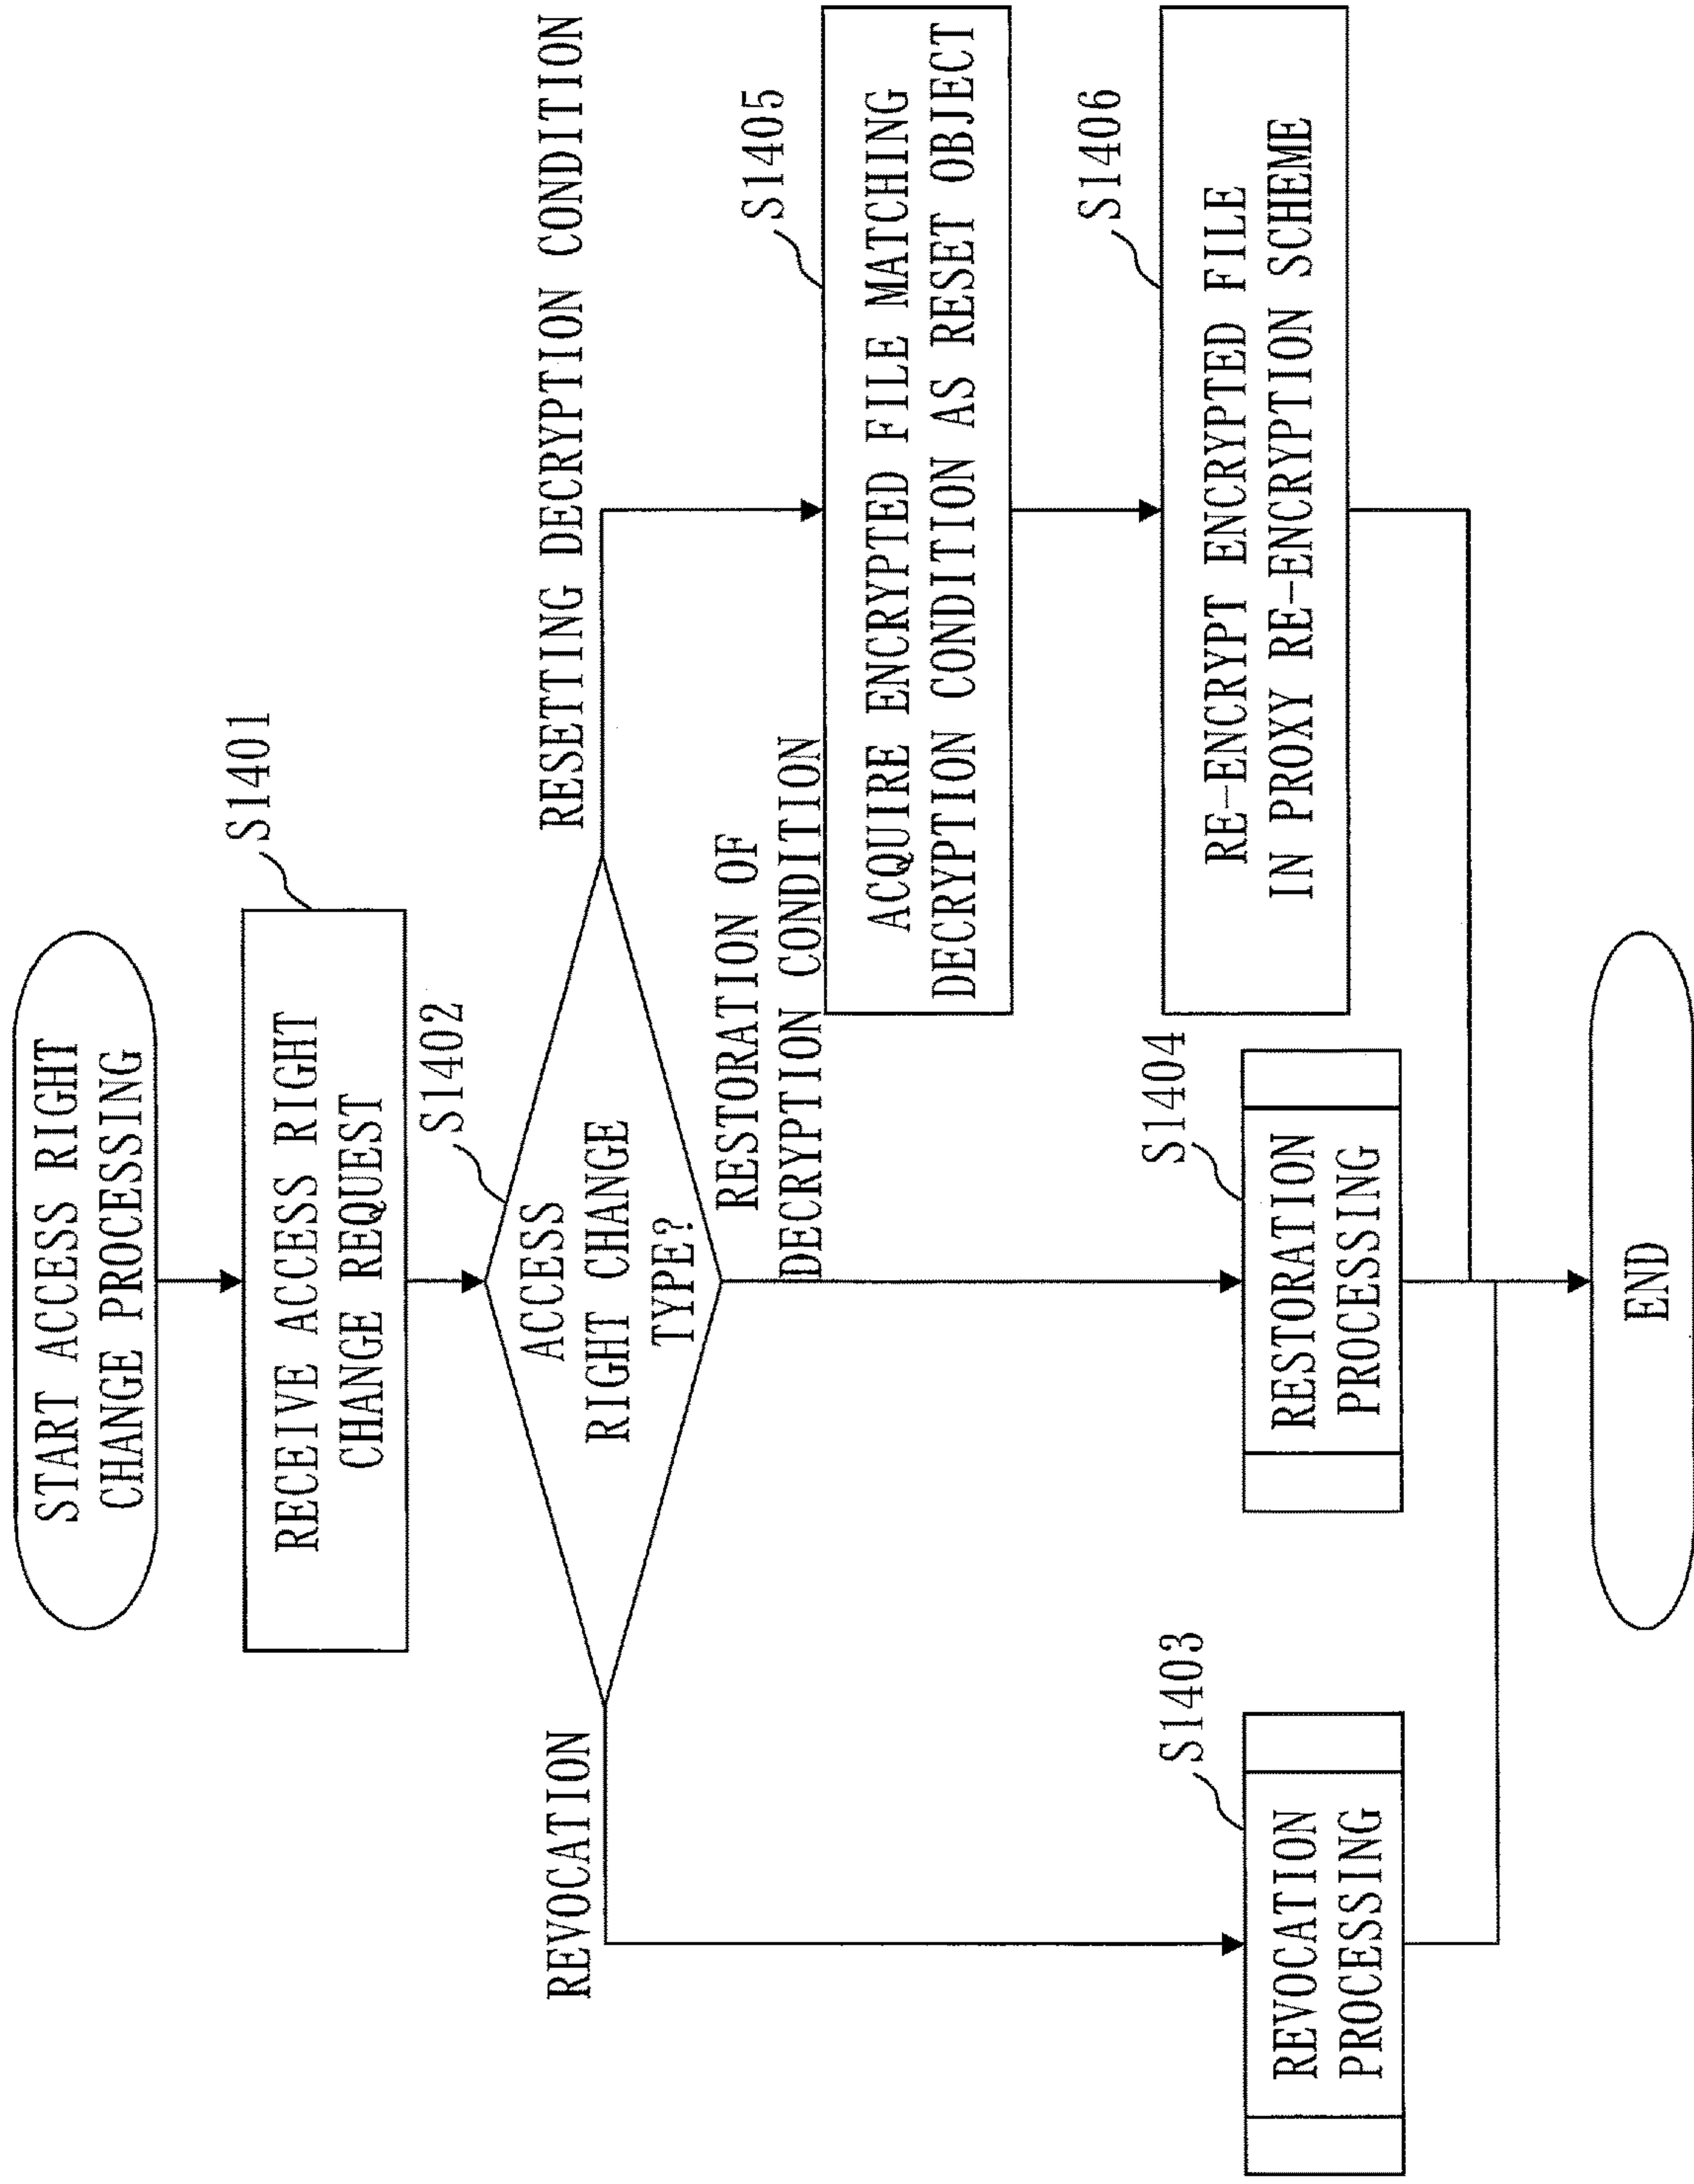 START ACCESS RIGHT
CHANGE PROCESSING
S1401
RECEIVE ACCESS RIGHT
CHANGE REQUEST
S1402
ACCESS
RIGHT CHANGE
TYPE?
REVOCATION
RESTORATION OF
DECRYPTION CONDITION
RESETTING DECRYPTION CONDITION
S1403
REVOCATION
PROCESSING
S1404
RESTORATION
PROCESSING
S1405
ACQUIRE ENCRYPTED FILE MATCHING
DECRYPTION CONDITION AS RESET OBJECT
S1406
RE-ENCRYPT ENCRYPTED FILE
IN PROXY RE-ENCRYPTION SCHEME
END